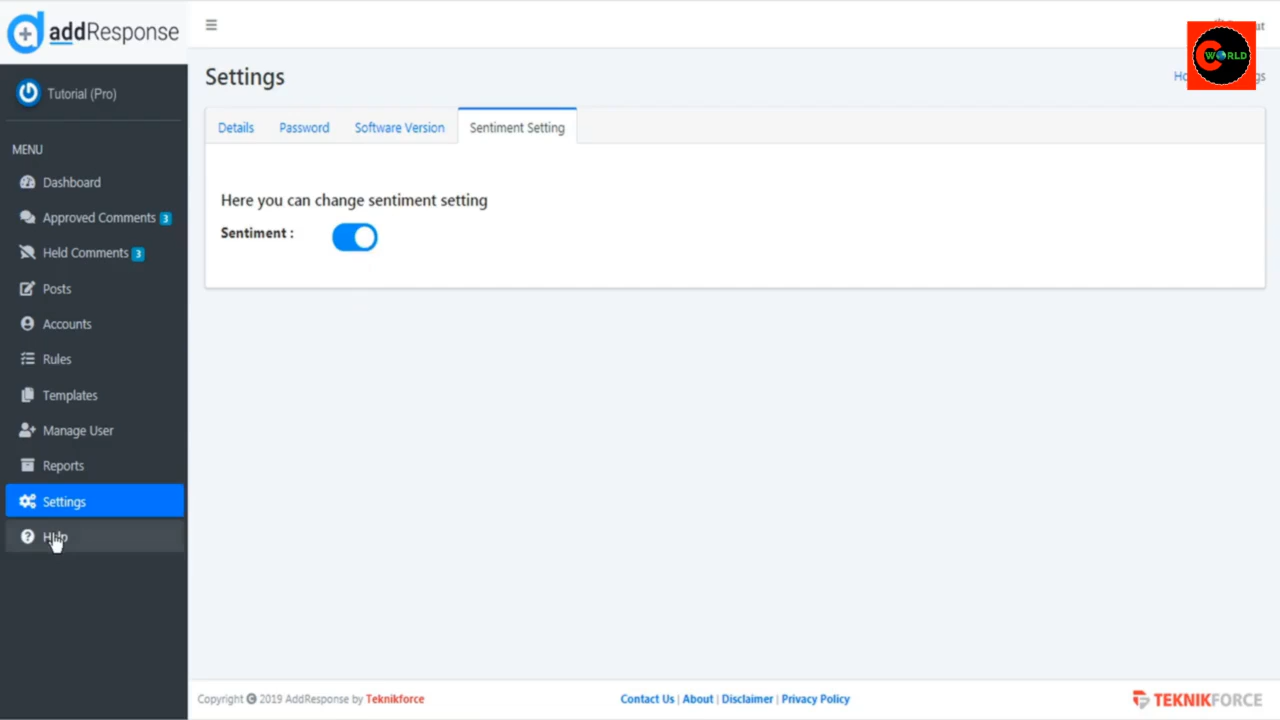 addResponse
Tutorial (Pro)
MENU
Dashboard
Approved Comments 3
Held Comments 3
Posts
Accounts
Rules
Templates
Manage User
Reports
Settings
Settings
C WORLD
Details
Password
Software Version
Sentiment Setting
Here you can change sentiment setting
Sentiment :
Copyright © 2019 AddResponse by Teknikforce
Contact Us | About | Disclaimer | Privacy Policy
TEKNIKFORCE